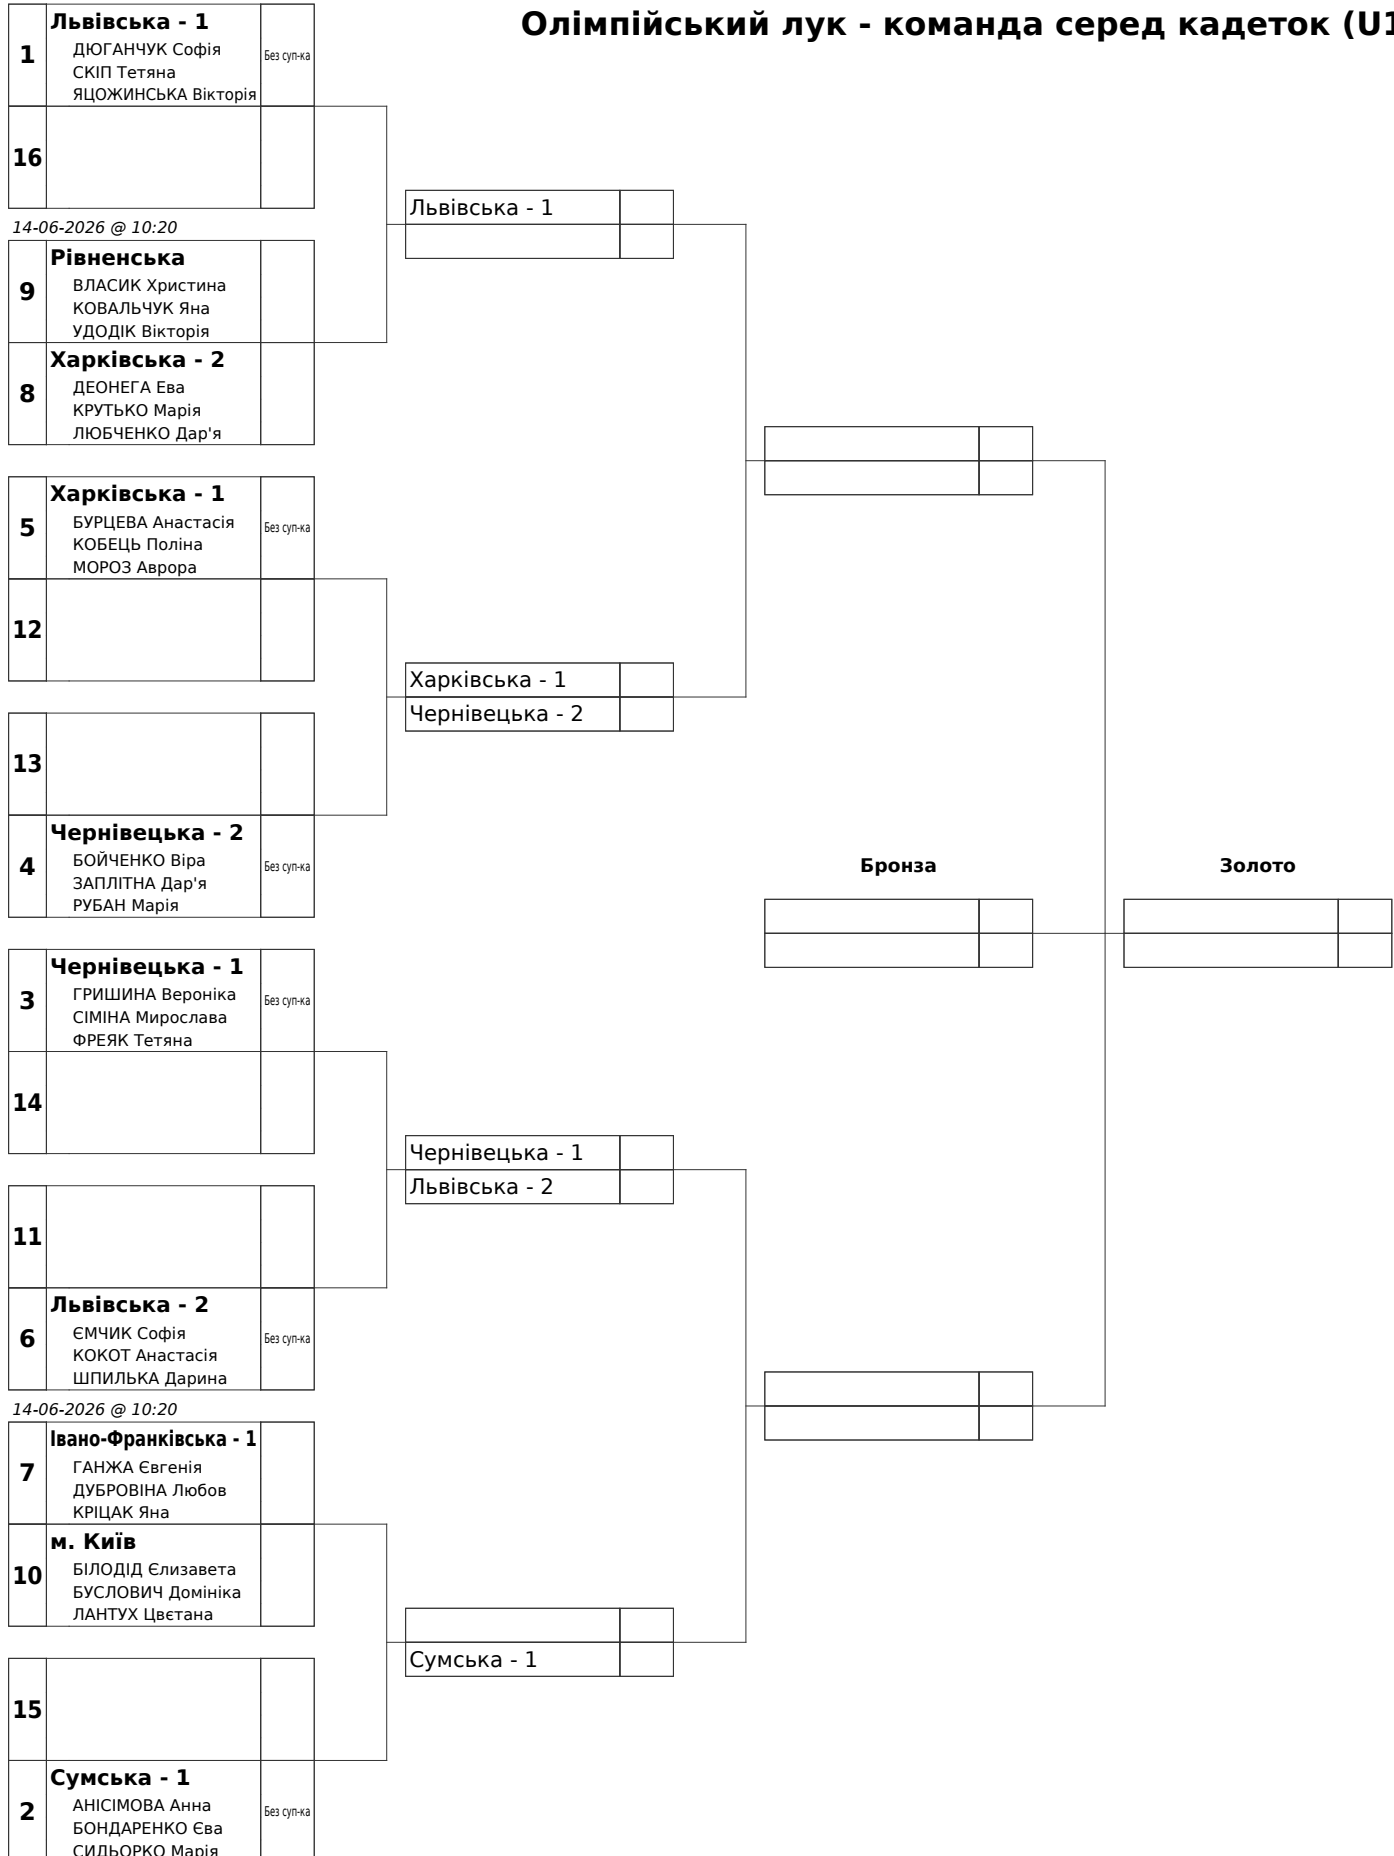 Олімпійський лук - команда серед кадеток (U1
1
Львівська - 1
ДЮГАНЧУК Софія
СКІП Тетяна
ЯЦОЖИНСЬКА Вікторія
Без суп-ка
16
14-06-2026 @ 10:20
9
Рівненська
ВЛАСИК Христина
КОВАЛЬЧУК Яна
УДОДІК Вікторія
8
Харківська - 2
ДЕОНЕГА Ева
КРУТЬКО Марія
ЛЮБЧЕНКО Дар'я
5
Харківська - 1
БУРЦЕВА Анастасія
КОБЕЦЬ Поліна
МОРОЗ Аврора
Без суп-ка
12
13
4
Чернівецька - 2
БОЙЧЕНКО Віра
ЗАПЛІТНА Дар'я
РУБАН Марія
Без суп-ка
3
Чернівецька - 1
ГРИШИНА Вероніка
СІМІНА Мирослава
ФРЕЯК Тетяна
Без суп-ка
14
11
6
Львівська - 2
ЄМЧИК Софія
КОКОТ Анастасія
ШПИЛЬКА Дарина
Без суп-ка
14-06-2026 @ 10:20
7
Івано-Франківська - 1
ГАНЖА Євгенія
ДУБРОВІНА Любов
КРІЦАК Яна
10
м. Київ
БІЛОДІД Єлизавета
БУСЛОВИЧ Домініка
ЛАНТУХ Цвєтана
15
2
Сумська - 1
АНІСІМОВА Анна
БОНДАРЕНКО Єва
СИДЬОРКО Марія
Без суп-ка
Львівська - 1
Харківська - 1
Чернівецька - 2
Чернівецька - 1
Львівська - 2
Сумська - 1
Бронза
Золото